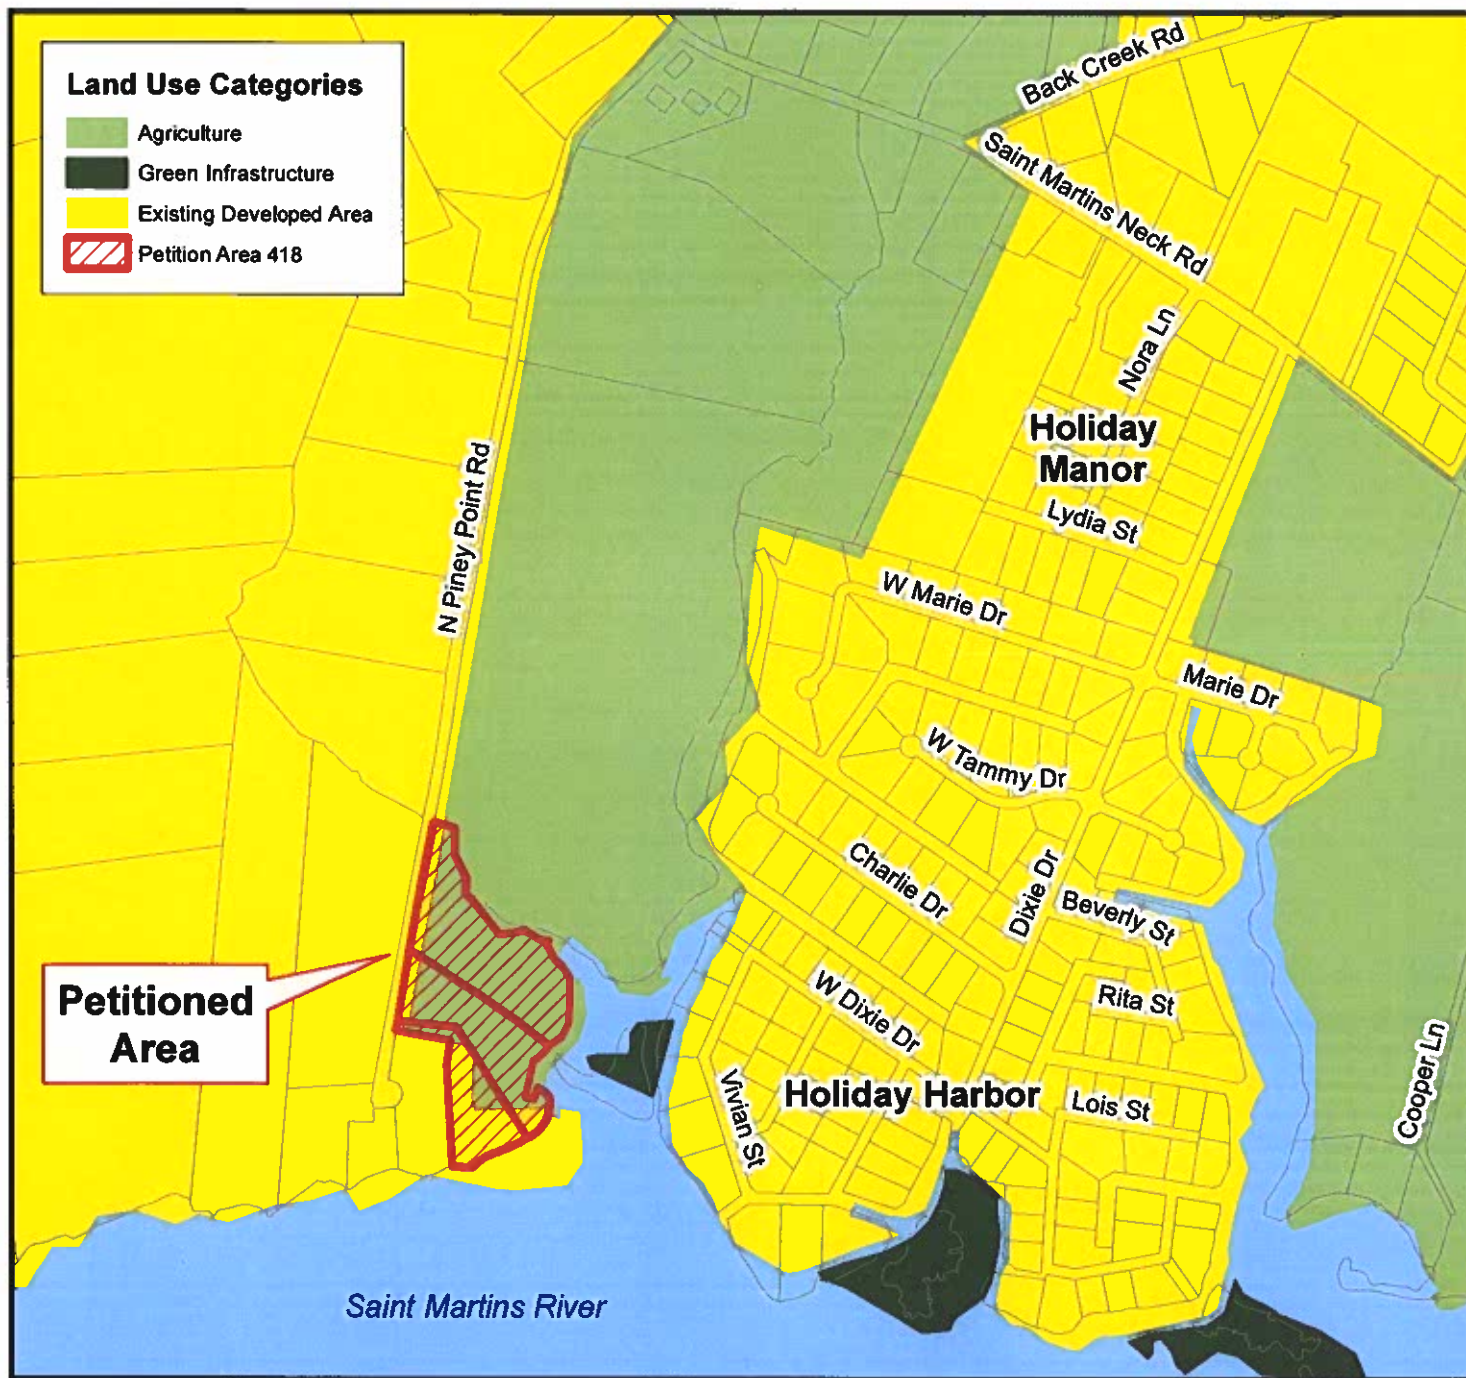 Land Use Categories
Agriculture
Green Infrastructure
Existing Developed Area
Petition Area 418
Back Creek Rd
Saint Martins Neck Rd
Nora Ln
Holiday
Manor
Lydia St
N Piney Point Rd
W Marie Dr
Marie Dr
W Tammy Dr
Charlie Dr
Dixie Dr
Beverly St
Petitioned
Area
W Dixie Dr
Rita St
Vivian St
Holiday Harbor
Lois St
Cooper Ln
Saint Martins River